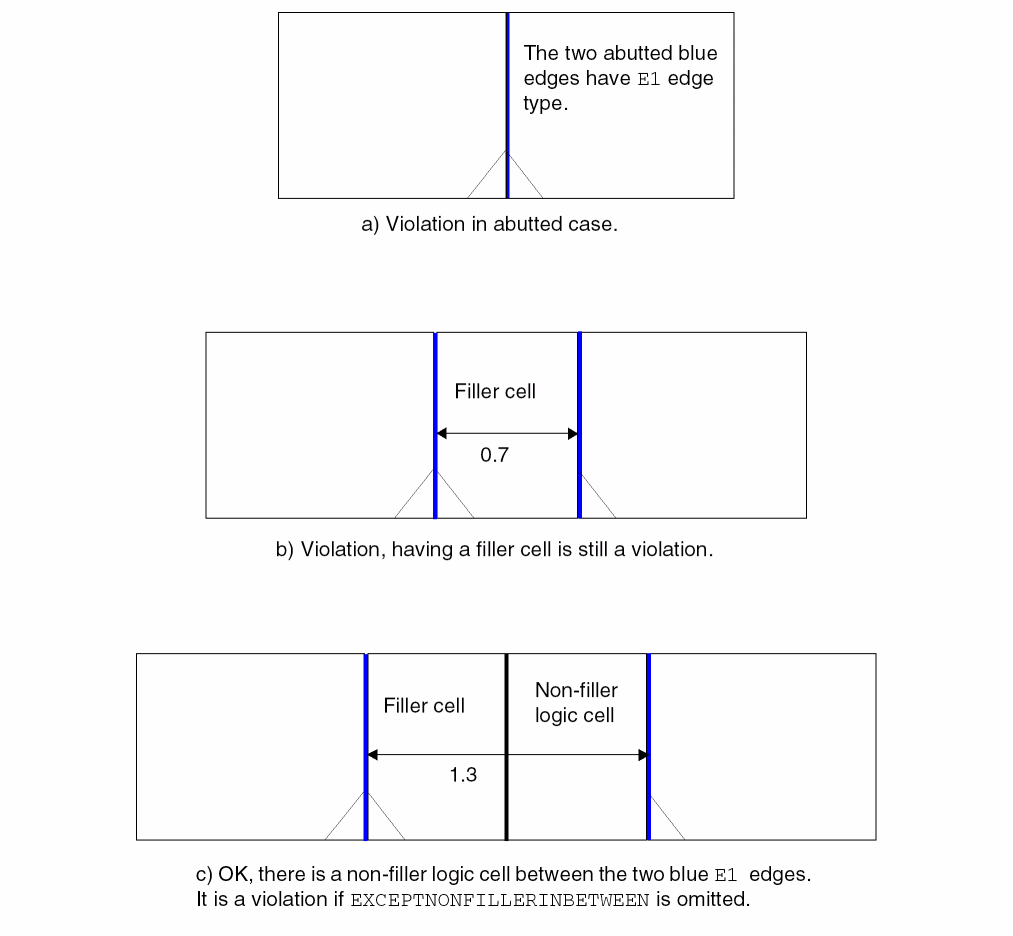 The two abutted blue
edges have E1 edge
type.
a) Violation in abutted case.
Filler cell
0.7
b) Violation, having a filler cell is still a violation.
Filler cell
Non-filler
logic cell
1.3
c) OK, there is a non-filler logic cell between the two blue E1 edges.
It is a violation if EXCEPTNONFILLERINBETWEEN is omitted.